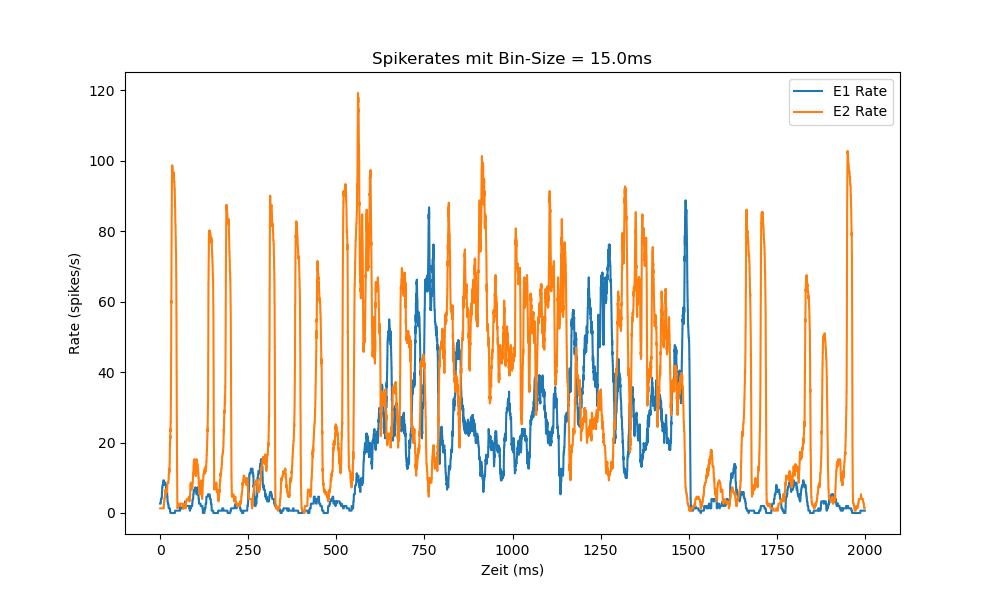 Spikerates mit Bin-Size = 15.0ms
E1 Rate
E2 Rate
120
100
80
60
40
20
0
Rate (spikes/s)
0 250 500 750 1000 1250 1500 1750 2000
Zeit (ms)